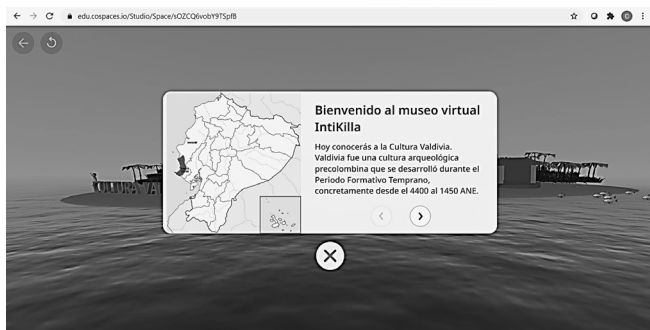 edu.cospaces.io/Studio/Space/sOZCQ6vobY9TSpfB
Bienvenido al museo virtual
IntiKilla
Hoy conocerás a la Cultura Valdivia.
Valdivia fue una cultura arqueológica
precolombina que se desarrolló durante el
Periodo Formativo Temprano,
concretamente desde el 4400 al 1450 ANE.